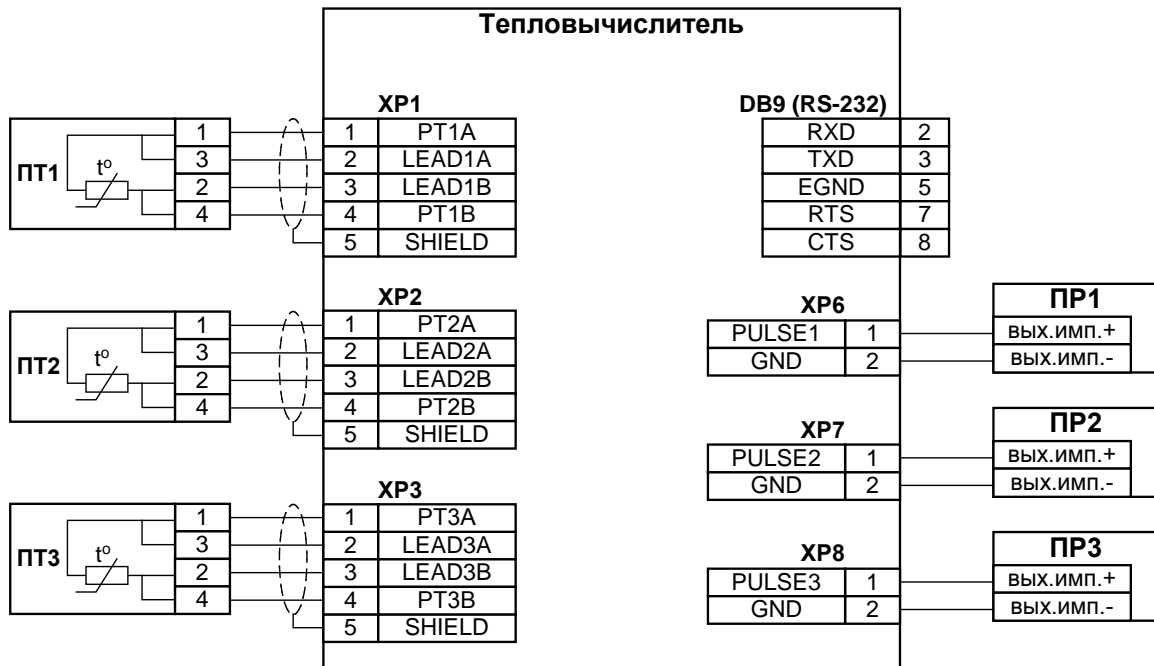 Тепловычислитель
XP1
ПТ1
t°
1
3
2
4
1 PT1A
2 LEAD1A
3 LEAD1B
4 PT1B
5 SHIELD
XP2
ПТ2
t°
1
3
2
4
1 PT2A
2 LEAD2A
3 LEAD2B
4 PT2B
5 SHIELD
XP3
ПТ3
t°
1
3
2
4
1 PT3A
2 LEAD3A
3 LEAD3B
4 PT3B
5 SHIELD
DB9 (RS-232)
RXD 2
TXD 3
EGND 5
RTS 7
CTS 8
XP6
PULSE1 1
GND 2
ПР1
вых.имп.+
вых.имп.-
XP7
PULSE2 1
GND 2
ПР2
вых.имп.+
вых.имп.-
XP8
PULSE3 1
GND 2
ПР3
вых.имп.+
вых.имп.-